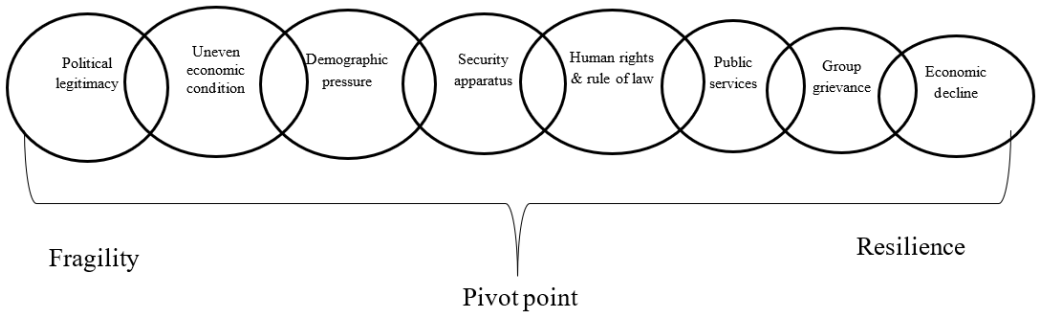 Political
legitimacy
Uneven
economic
condition
Demographic
pressure
Security
apparatus
Human rights
& rule of law
Public
services
Group
grievance
Economic
decline
Fragility
Resilience
Pivot point